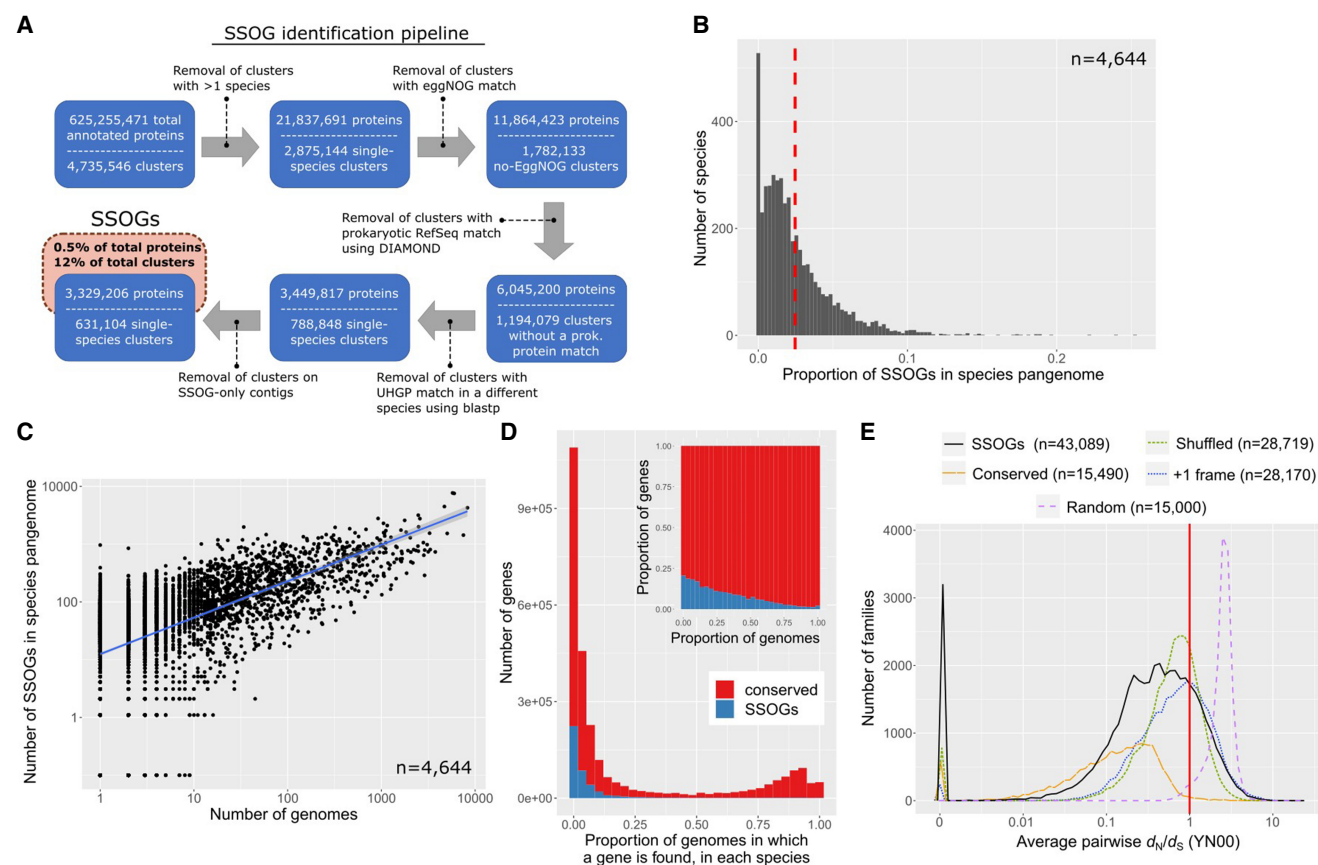 A
SSOG identification pipeline
Removal of clusters
with >1 species
Removal of clusters
with eggNOG match
625,255,471 total
annotated proteins
4,735,546 clusters
21,837,691 proteins
2,875,144 single-
species clusters
11,864,423 proteins
1,782,133
no-EggNOG clusters
Removal of clusters with
prokaryotic RefSeq match
using DIAMOND
SSOGs
0.5% of total proteins
12% of total clusters
3,329,206 proteins
631,104 single-
species clusters
3,449,817 proteins
788,848 single-
species clusters
6,045,200 proteins
1,194,079 clusters
without a prok.
protein match
Removal of clusters on
SSOG-only contigs
Removal of clusters with
UHGP match in a different
species using blastp
B
n=4,644
Number of species
400
200
0
0.0
0.1
0.2
Proportion of SSOGs in species pangenome
C
Number of SSOGs in species pangenome
10000
100
1
n=4,644
1
10
100
1000
10000
Number of genomes
D
Number of genes
9e+05
6e+05
3e+05
0e+00
Proportion of genes
1.00
0.75
0.50
0.25
0.00
0.00
0.25
0.50
0.75
1.00
Proportion of genomes
conserved
SSOGs
0.00
0.25
0.50
0.75
1.00
Proportion of genomes in which
a gene is found, in each species
E
SSOGs (n=43,089)
Shuffled (n=28,719)
Conserved (n=15,490)
+1 frame (n=28,170)
Random (n=15,000)
Number of families
4000
3000
2000
1000
0
0
0.01
0.1
1
10
Average pairwise dN/dS (YN00)